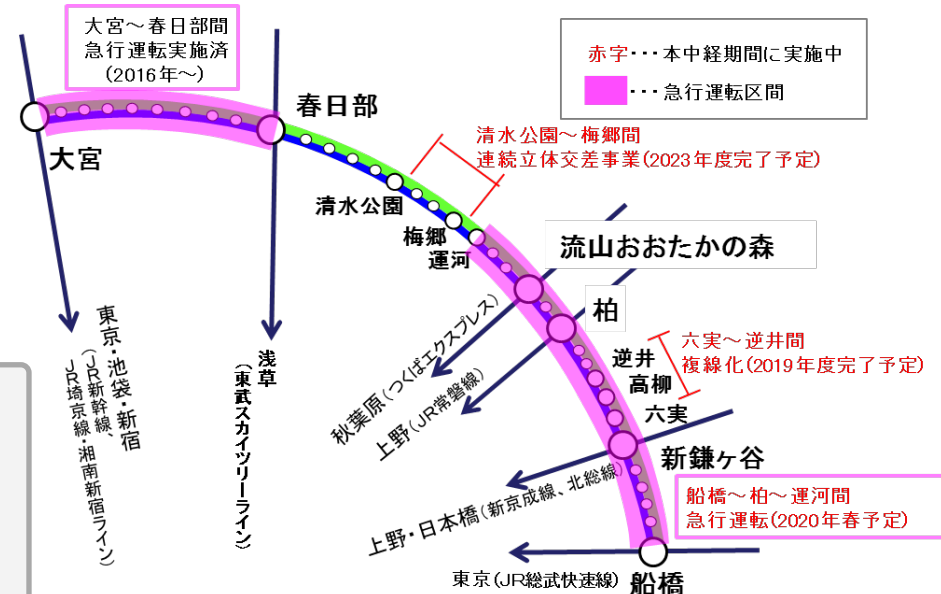 大宮～春日部間
急行運転実施済
(2016年～)
赤字･･･本中経期間に実施中
･･･急行運転区間
春日部
大宮
清水公園～梅郷間
連続立体交差事業(2023年度完了予定)
清水公園
梅郷
運河
流山おおたかの森
柏
六実～逆井間
複線化(2019年度完了予定)
逆井
高柳
六実
新鎌ヶ谷
船橋～柏～運河間
急行運転(2020年春予定)
船橋
東京・池袋・新宿
(JR新幹線、
JR埼京線・湘南新宿ライン)
浅草
(東武スカイツリーライン)
秋葉原(つくばエクスプレス)
上野(JR常磐線)
上野・日本橋(新京成線、北総線)
東京(JR総武快速線)